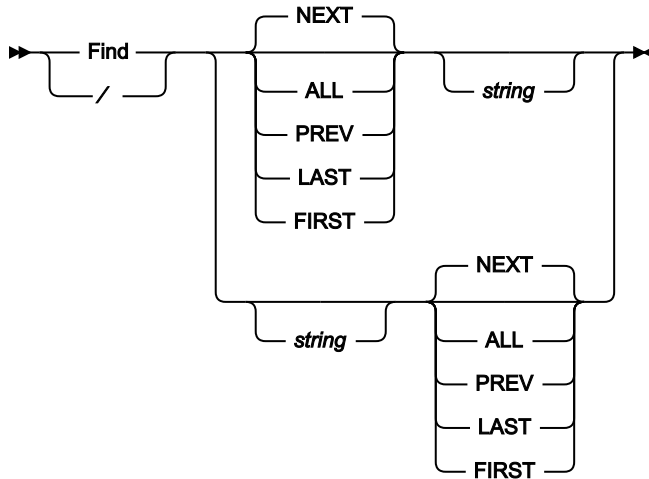 NEXT
Find
/
ALL
string
PREV
LAST
FIRST
NEXT
string
ALL
PREV
LAST
FIRST